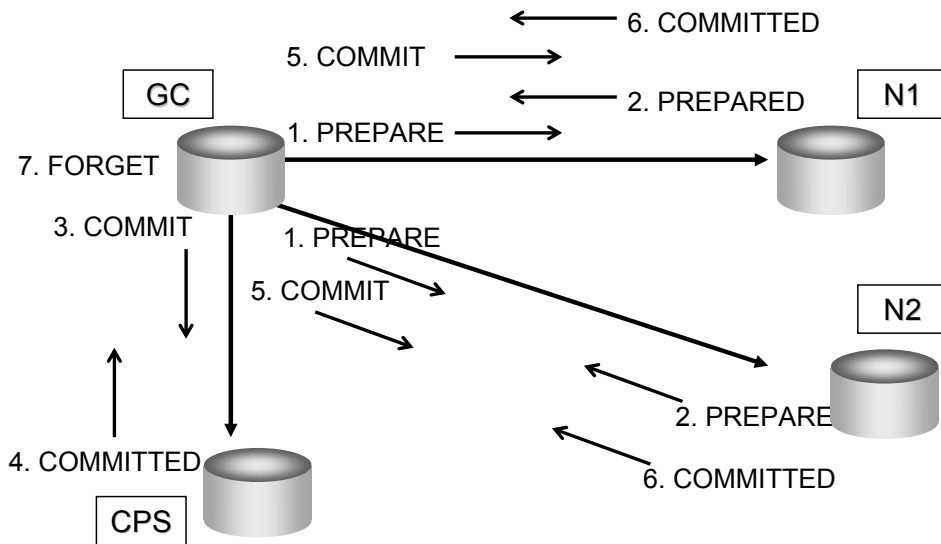 6. COMMITTED
5. COMMIT
GC
N1
2. PREPARED
1. PREPARE
7. FORGET
3. COMMIT
1. PREPARE
5. COMMIT
N2
2. PREPARE
4. COMMITTED
6. COMMITTED
CPS